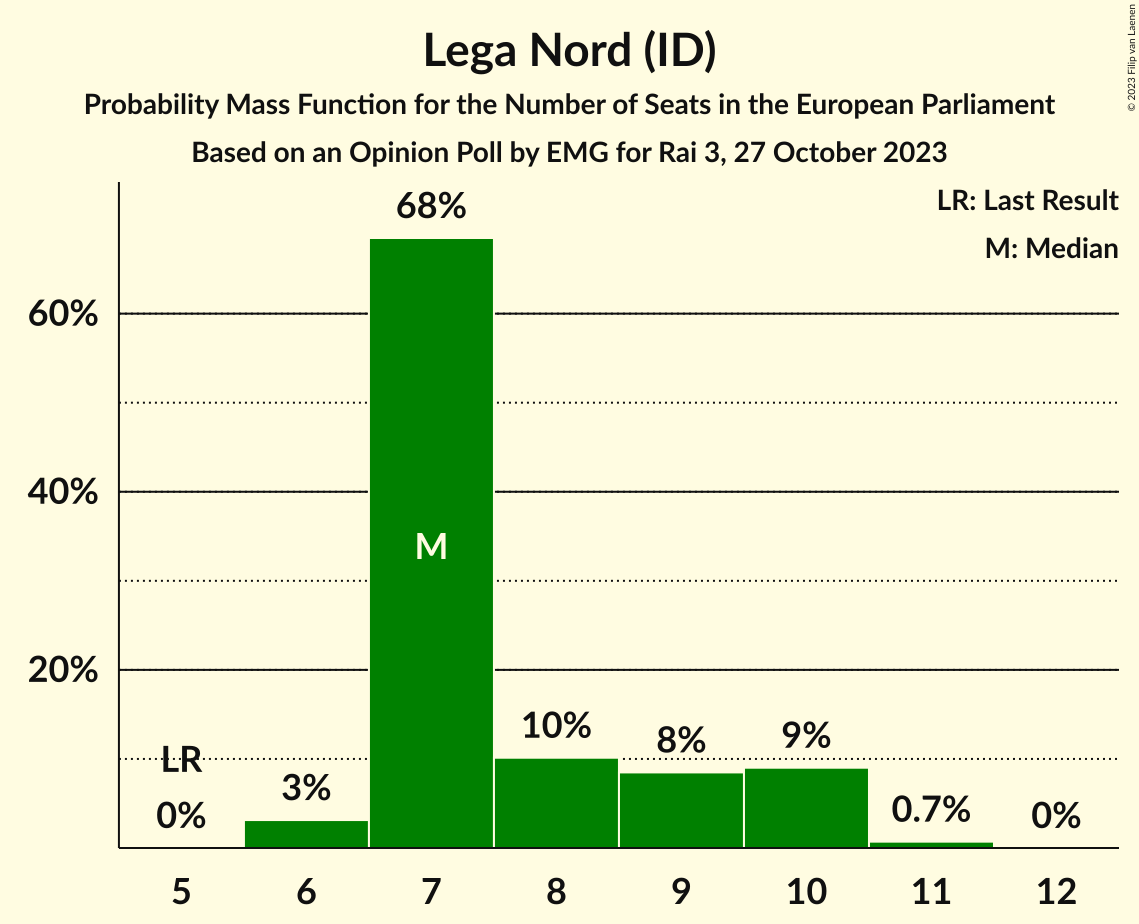 Lega Nord (ID)
Probability Mass Function for the Number of Seats in the European Parliament
Based on an Opinion Poll by EMG for Rai 3, 27 October 2023
© 2023 Filip van Laenen
LR: Last Result
M: Median
68%
60%
40%
M
20%
LR
0%
3%
10%
8%
9%
0.7%
0%
5 6 7 8 9 10 11 12